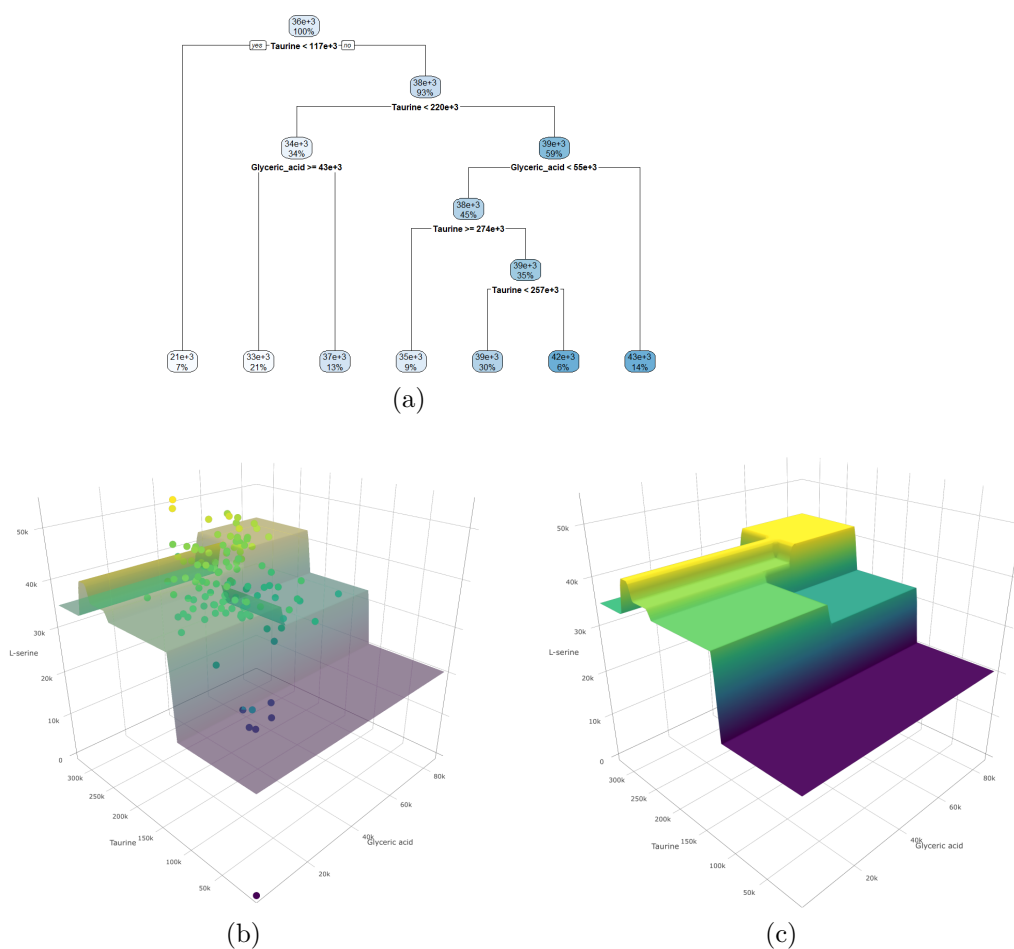 36e+3
100%
yes Taurine < 117e+3 no
38e+3
93%
Taurine < 220e+3
34e+3
34%
Glyceric_acid >= 43e+3
39e+3
59%
Glyceric_acid < 55e+3
38e+3
45%
Taurine >= 274e+3
39e+3
35%
Taurine < 257e+3
21e+3
7%
33e+3
21%
37e+3
13%
35e+3
9%
39e+3
30%
42e+3
6%
43e+3
14%
(a)
50k
40k
30k
L-serine
20k
10k
0
300k
250k
200k
Taurine
150k
100k
50k
80k
60k
40k
Glyceric acid
20k
(b)
50k
40k
30k
L-serine
20k
10k
0
300k
250k
200k
Taurine
150k
100k
50k
80k
60k
40k
Glyceric acid
20k
(c)